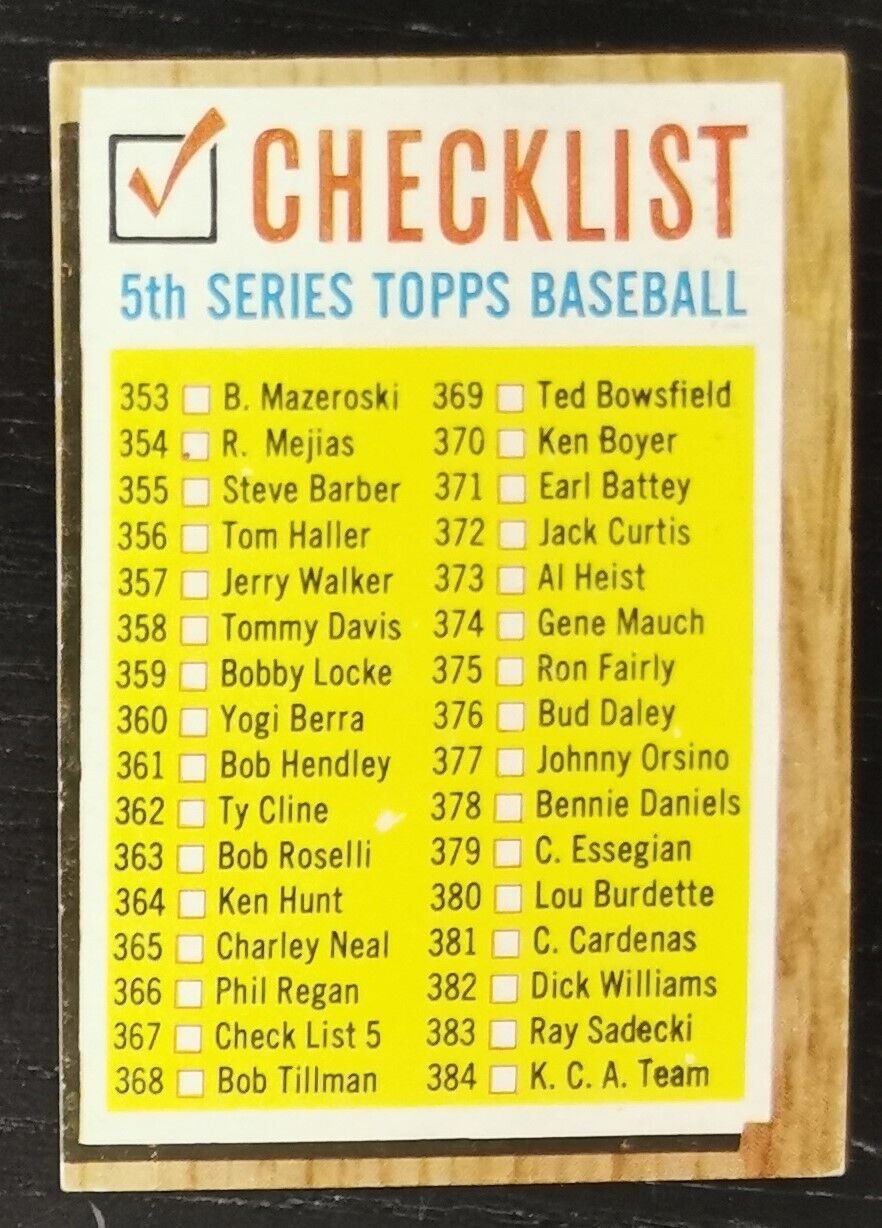 CHECKLIST
5th SERIES TOPPS BASEBALL
353 B. Mazeroski
354 R. Mejias
355 Steve Barber
356 Tom Haller
357 Jerry Walker
358 Tommy Davis
359 Bobby Locke
360 Yogi Berra
361 Bob Hendley
362 Ty Cline
363 Bob Roselli
364 Ken Hunt
365 Charley Neal
366 Phil Regan
367 Check List 5
368 Bob Tillman
369 Ted Bowsfield
370 Ken Boyer
371 Earl Battey
372 Jack Curtis
373 Al Heist
374 Gene Mauch
375 Ron Fairly
376 Bud Daley
377 Johnny Orsino
378 Bennie Daniels
379 C. Essegian
380 Lou Burdette
381 C. Cardenas
382 Dick Williams
383 Ray Sadecki
384 K. C. A. Team